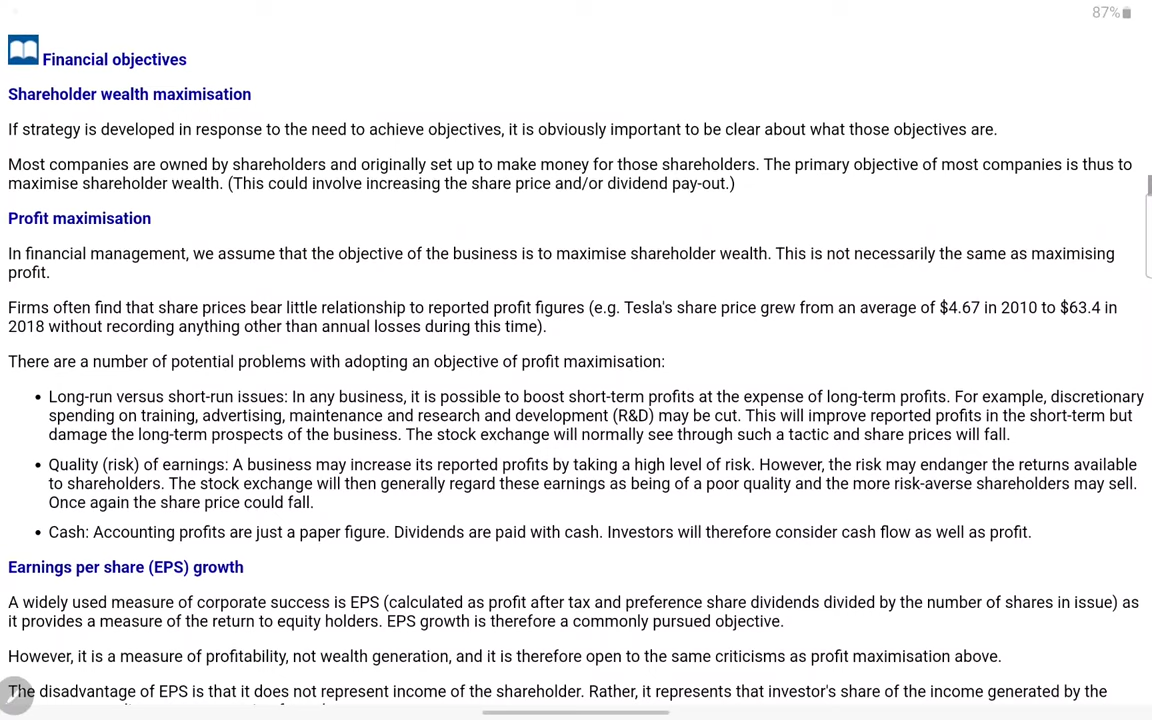 87%
Financial objectives
Shareholder wealth maximisation
If strategy is developed in response to the need to achieve objectives, it is obviously important to be clear about what those objectives are.
Most companies are owned by shareholders and originally set up to make money for those shareholders. The primary objective of most companies is thus to
maximise shareholder wealth. (This could involve increasing the share price and/or dividend pay-out.)
Profit maximisation
In financial management, we assume that the objective of the business is to maximise shareholder wealth. This is not necessarily the same as maximising
profit.
Firms often find that share prices bear little relationship to reported profit figures (e.g. Tesla's share price grew from an average of $4.67 in 2010 to $63.4 in
2018 without recording anything other than annual losses during this time).
There are a number of potential problems with adopting an objective of profit maximisation:
• Long-run versus short-run issues: In any business, it is possible to boost short-term profits at the expense of long-term profits. For example, discretionary
spending on training, advertising, maintenance and research and development (R&D) may be cut. This will improve reported profits in the short-term but
damage the long-term prospects of the business. The stock exchange will normally see through such a tactic and share prices will fall.
• Quality (risk) of earnings: A business may increase its reported profits by taking a high level of risk. However, the risk may endanger the returns available
to shareholders. The stock exchange will then generally regard these earnings as being of a poor quality and the more risk-averse shareholders may sell.
Once again the share price could fall.
• Cash: Accounting profits are just a paper figure. Dividends are paid with cash. Investors will therefore consider cash flow as well as profit.
Earnings per share (EPS) growth
A widely used measure of corporate success is EPS (calculated as profit after tax and preference share dividends divided by the number of shares in issue) as
it provides a measure of the return to equity holders. EPS growth is therefore a commonly pursued objective.
However, it is a measure of profitability, not wealth generation, and it is therefore open to the same criticisms as profit maximisation above.
The disadvantage of EPS is that it does not represent income of the shareholder. Rather, it represents that investor's share of the income generated by the